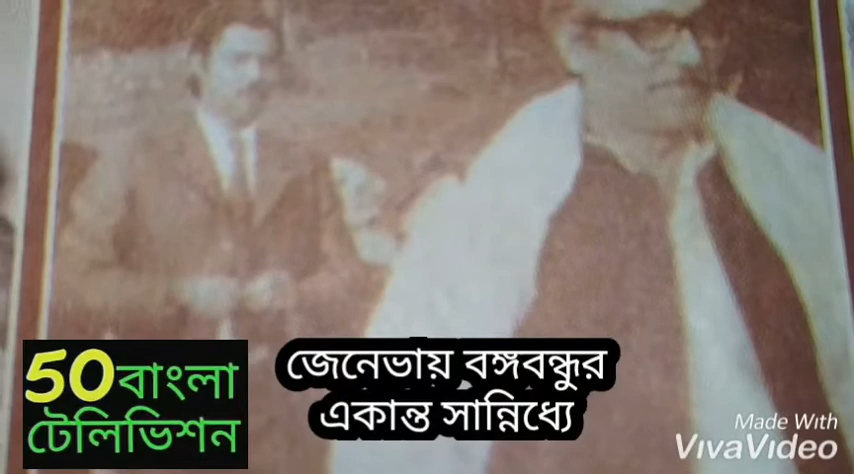 50বাংলা
টেলিভিশন
জেনেভায় বঙ্গবন্ধুর
একান্ত সান্নিধ্যে
Made With
VivaVideo